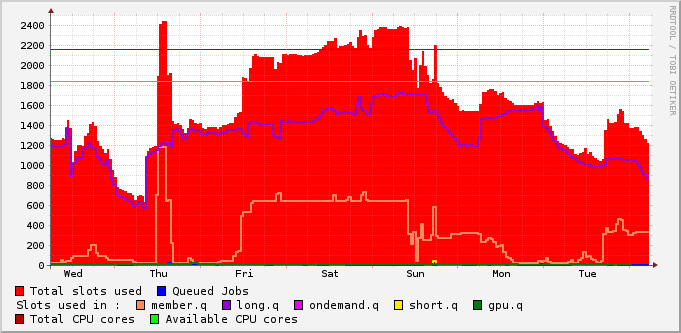 2400
2200
2000
1800
1600
1400
1200
1000
800
600
400
200
0
Wed Thu Fri Sat Sun Mon Tue
RRDTOOL / TOBI OETIKER
Total slots used Queued Jobs
Slots used in : member.q long.q ondemand.q short.q gpu.q
Total CPU cores Available CPU cores